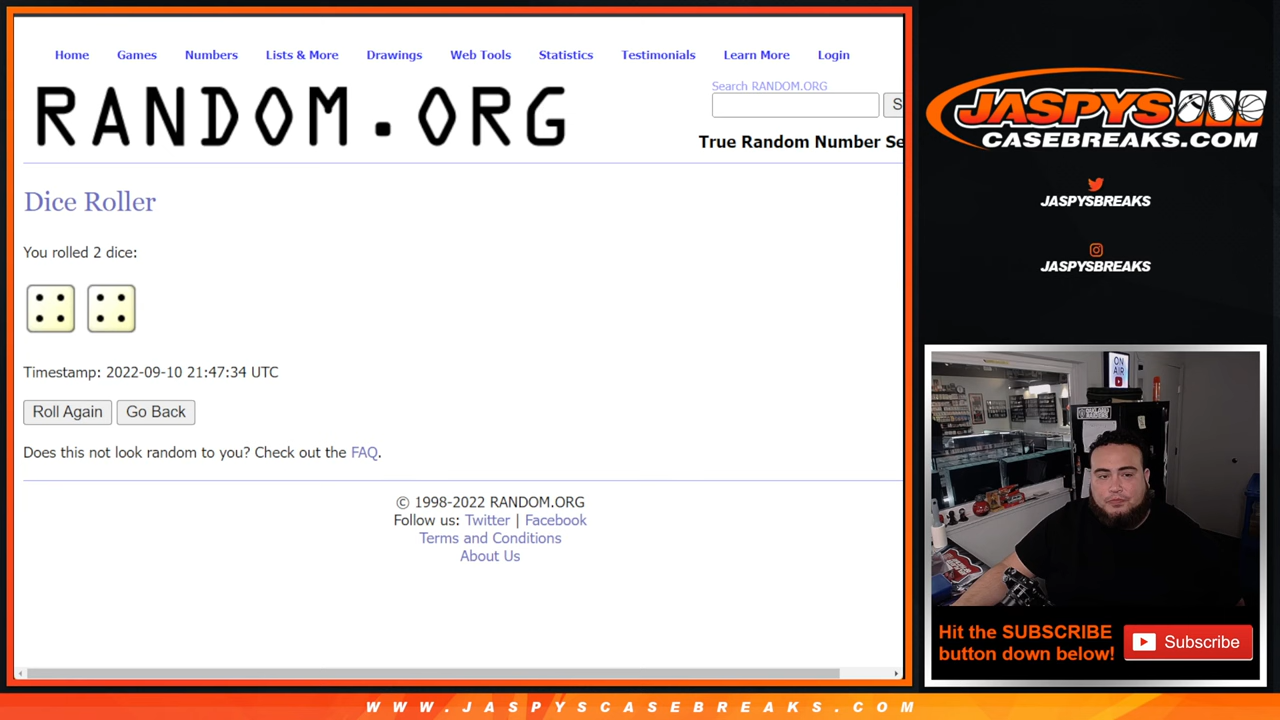 Home Games Numbers Lists & More Drawings Web Tools Statistics Testimonials Learn More Login
Search RANDOM.ORG
RANDOM.ORG
S
True Random Number Se
Dice Roller
You rolled 2 dice:
Timestamp: 2022-09-10 21:47:34 UTC
Roll Again Go Back
Does this not look random to you? Check out the FAQ.
© 1998-2022 RANDOM.ORG
Follow us: Twitter | Facebook
Terms and Conditions
About Us
JASPYS
CASEBREAKS.COM
JASPYSBREAKS
JASPYSBREAKS
ON
AIR
Hit the SUBSCRIBE
button down below!
Subscribe
WWW.JASPYSCASEBREAKS.COM